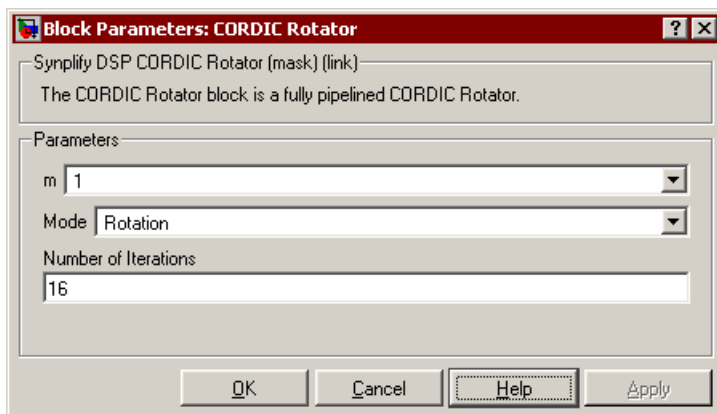 Block Parameters: CORDIC Rotator
Synplify DSP CORDIC Rotator (mask) (link)
The CORDIC Rotator block is a fully pipelined CORDIC Rotator.
Parameters
m 1
Mode Rotation
Number of Iterations
16
OK Cancel Help Apply